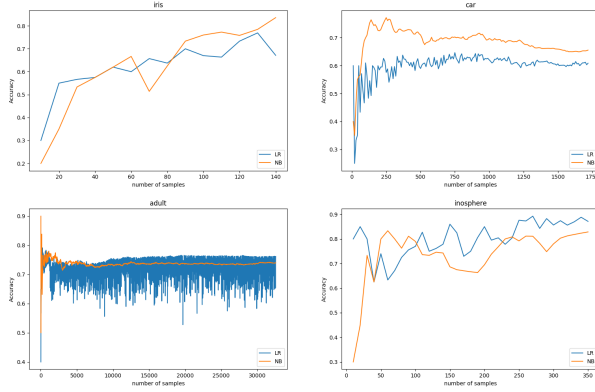 iris
Accuracy
0.8
0.7
0.6
0.5
0.4
0.3
0.2
20 40 60 80 100 120 140
number of samples
LR
NB
car
Accuracy
0.7
0.6
0.5
0.4
0.3
0 250 500 750 1000 1250 1500 1750
number of samples
LR
NB
adult
Accuracy
0.9
0.8
0.7
0.6
0.5
0.4
0 5000 10000 15000 20000 25000 30000
number of samples
LR
NB
inosphere
Accuracy
0.9
0.8
0.7
0.6
0.5
0.4
0.3
0 50 100 150 200 250 300 350
number of samples
LR
NB